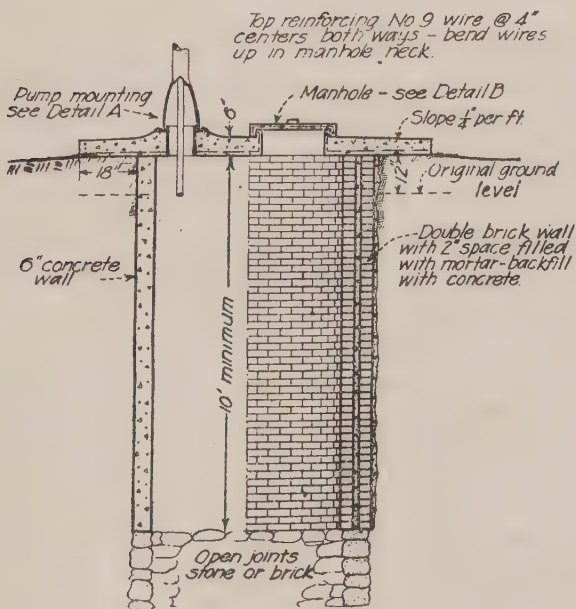 Top reinforcing No 9 wire @ 4"
centers both ways - bend wires
up in manhole neck.
Pump mounting
see Detail A
6"
Manhole - see Detail B
Slope ¼" per ft.
18"
12"
Original ground
level
6" concrete
wall
10' minimum
Double brick wall
with 2" space filled
with mortar-backfill
with concrete.
Open joints
stone or brick